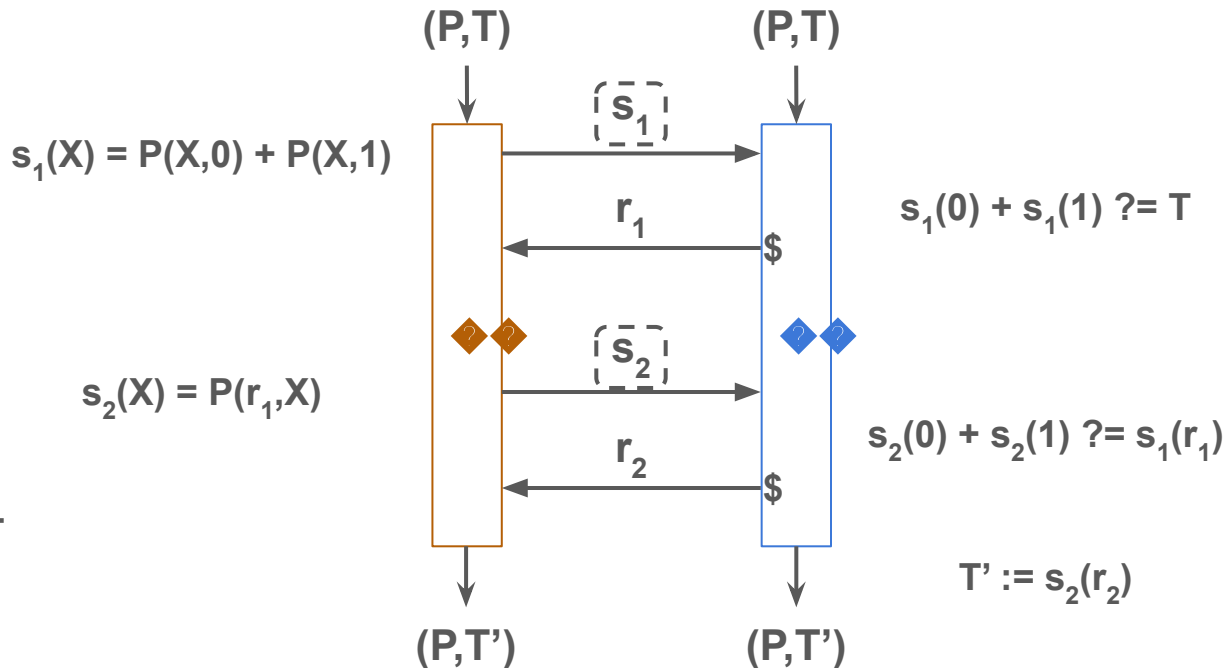 (P,T) (P,T)
s₁
s₁(X) = P(X,0) + P(X,1)
r₁
s₁(0) + s₁(1) ?= T
$
� � � �
s₂
s₂(X) = P(r₁,X)
s₂(0) + s₂(1) ?= s₁(r₁)
r₂
$
.
T’ := s₂(r₂)
(P,T’) (P,T’)